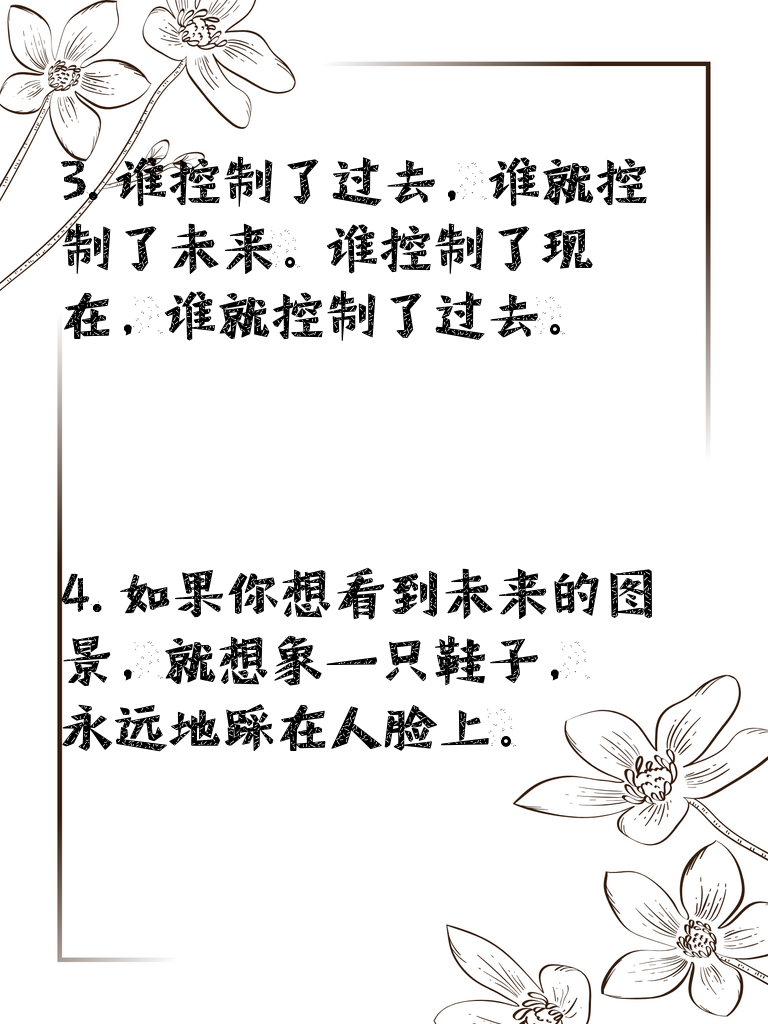 3. 谁控制了过去，谁就控
制了未来。谁控制了现
在，谁就控制了过去。
4. 如果你想看到未来的图
景，就想象一只鞋子，
永远地踩在人脸上。